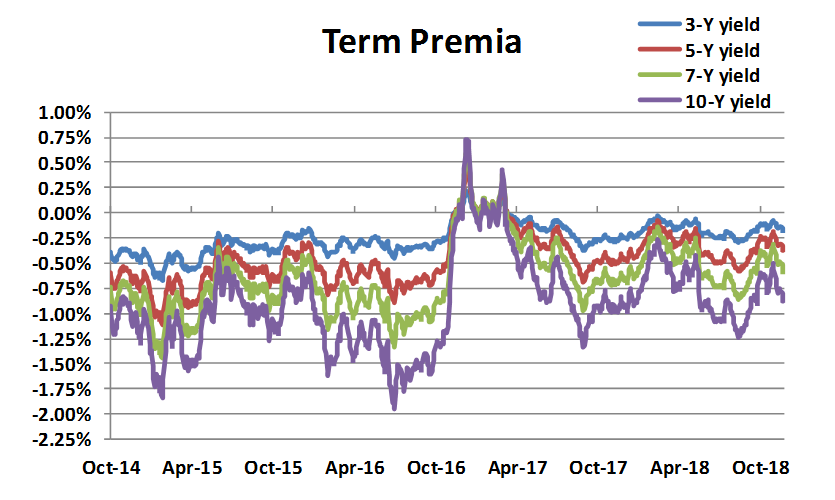 Term Premia
3-Y yield
5-Y yield
7-Y yield
10-Y yield
1.00%
0.75%
0.50%
0.25%
0.00%
-0.25%
-0.50%
-0.75%
-1.00%
-1.25%
-1.50%
-1.75%
-2.00%
-2.25%
Oct-14 Apr-15 Oct-15 Apr-16 Oct-16 Apr-17 Oct-17 Apr-18 Oct-18